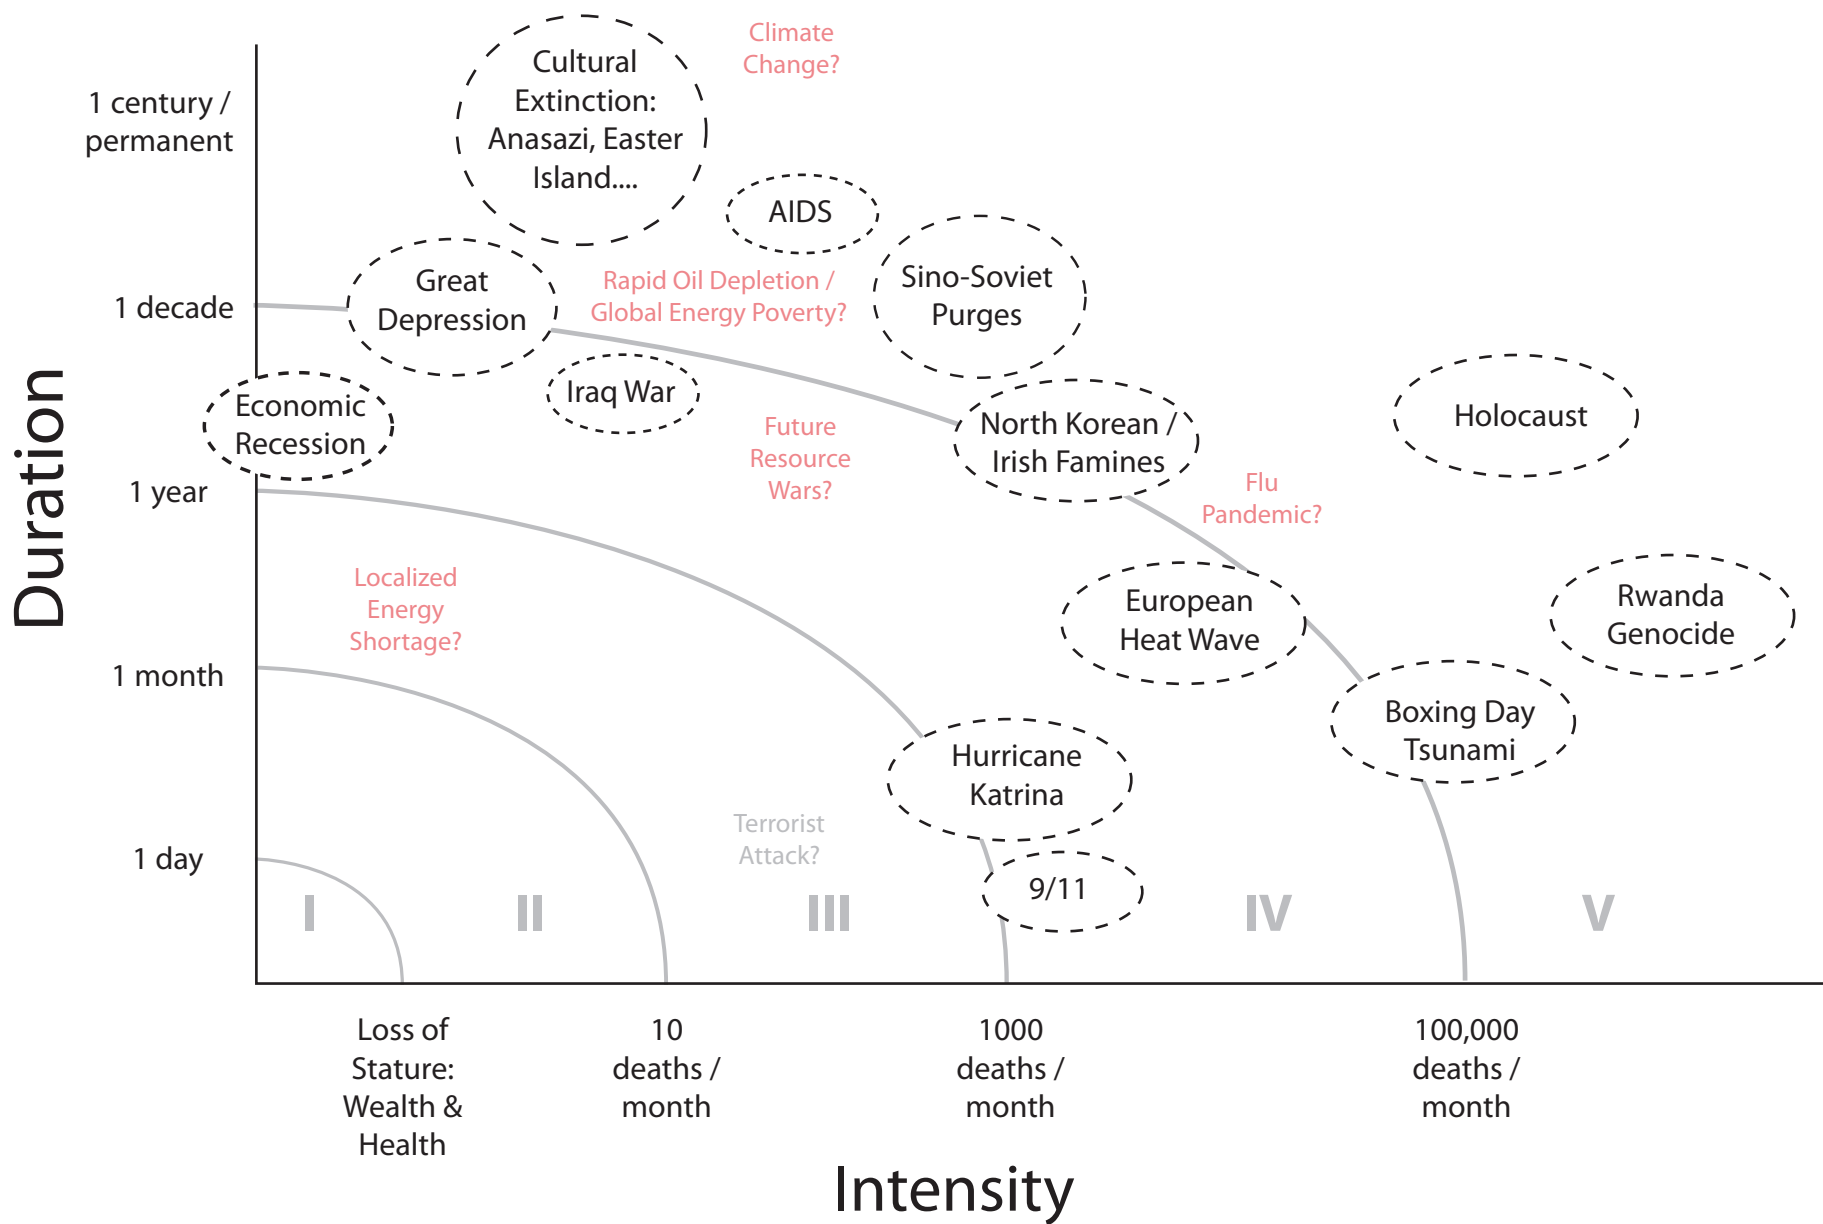 Climate
Change?
Cultural
Extinction:
Anasazi, Easter
Island....
1 century /
permanent
AIDS
Great
Depression
Rapid Oil Depletion /
Global Energy Poverty?
Sino-Soviet
Purges
1 decade
Economic
Recession
Iraq War
Future
Resource
Wars?
North Korean /
Irish Famines
Holocaust
Flu
Pandemic?
1 year
Duration
Localized
Energy
Shortage?
European
Heat Wave
Rwanda
Genocide
1 month
Boxing Day
Tsunami
Hurricane
Katrina
Terrorist
Attack?
1 day
9/11
I
II
III
IV
V
Loss of
Stature:
Wealth &
Health
10
deaths /
month
1000
deaths /
month
100,000
deaths /
month
Intensity